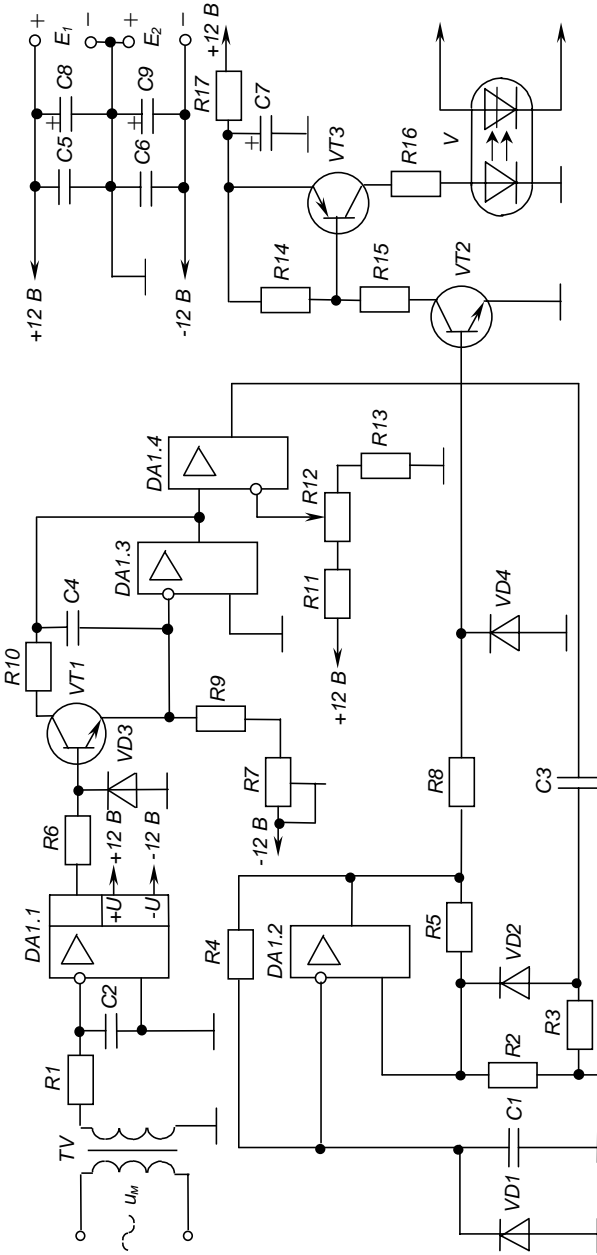 TV
uм
R1
C2
DA1.1
+U
-U
R6
+12 В
-12 В
VD3
VT1
R10
C4
R9
R7
-12 В
DA1.3
DA1.4
R11
R12
R13
+12 В
+12 В
-12 В
C5
C6
C8
C9
E1
E2
+
−
+
−
+
+
R4
DA1.2
R5
R8
VD1
C1
R2
R3
VD2
C3
VD4
VT2
R14
R15
VT3
R16
R17
C7
+
+12 В
V